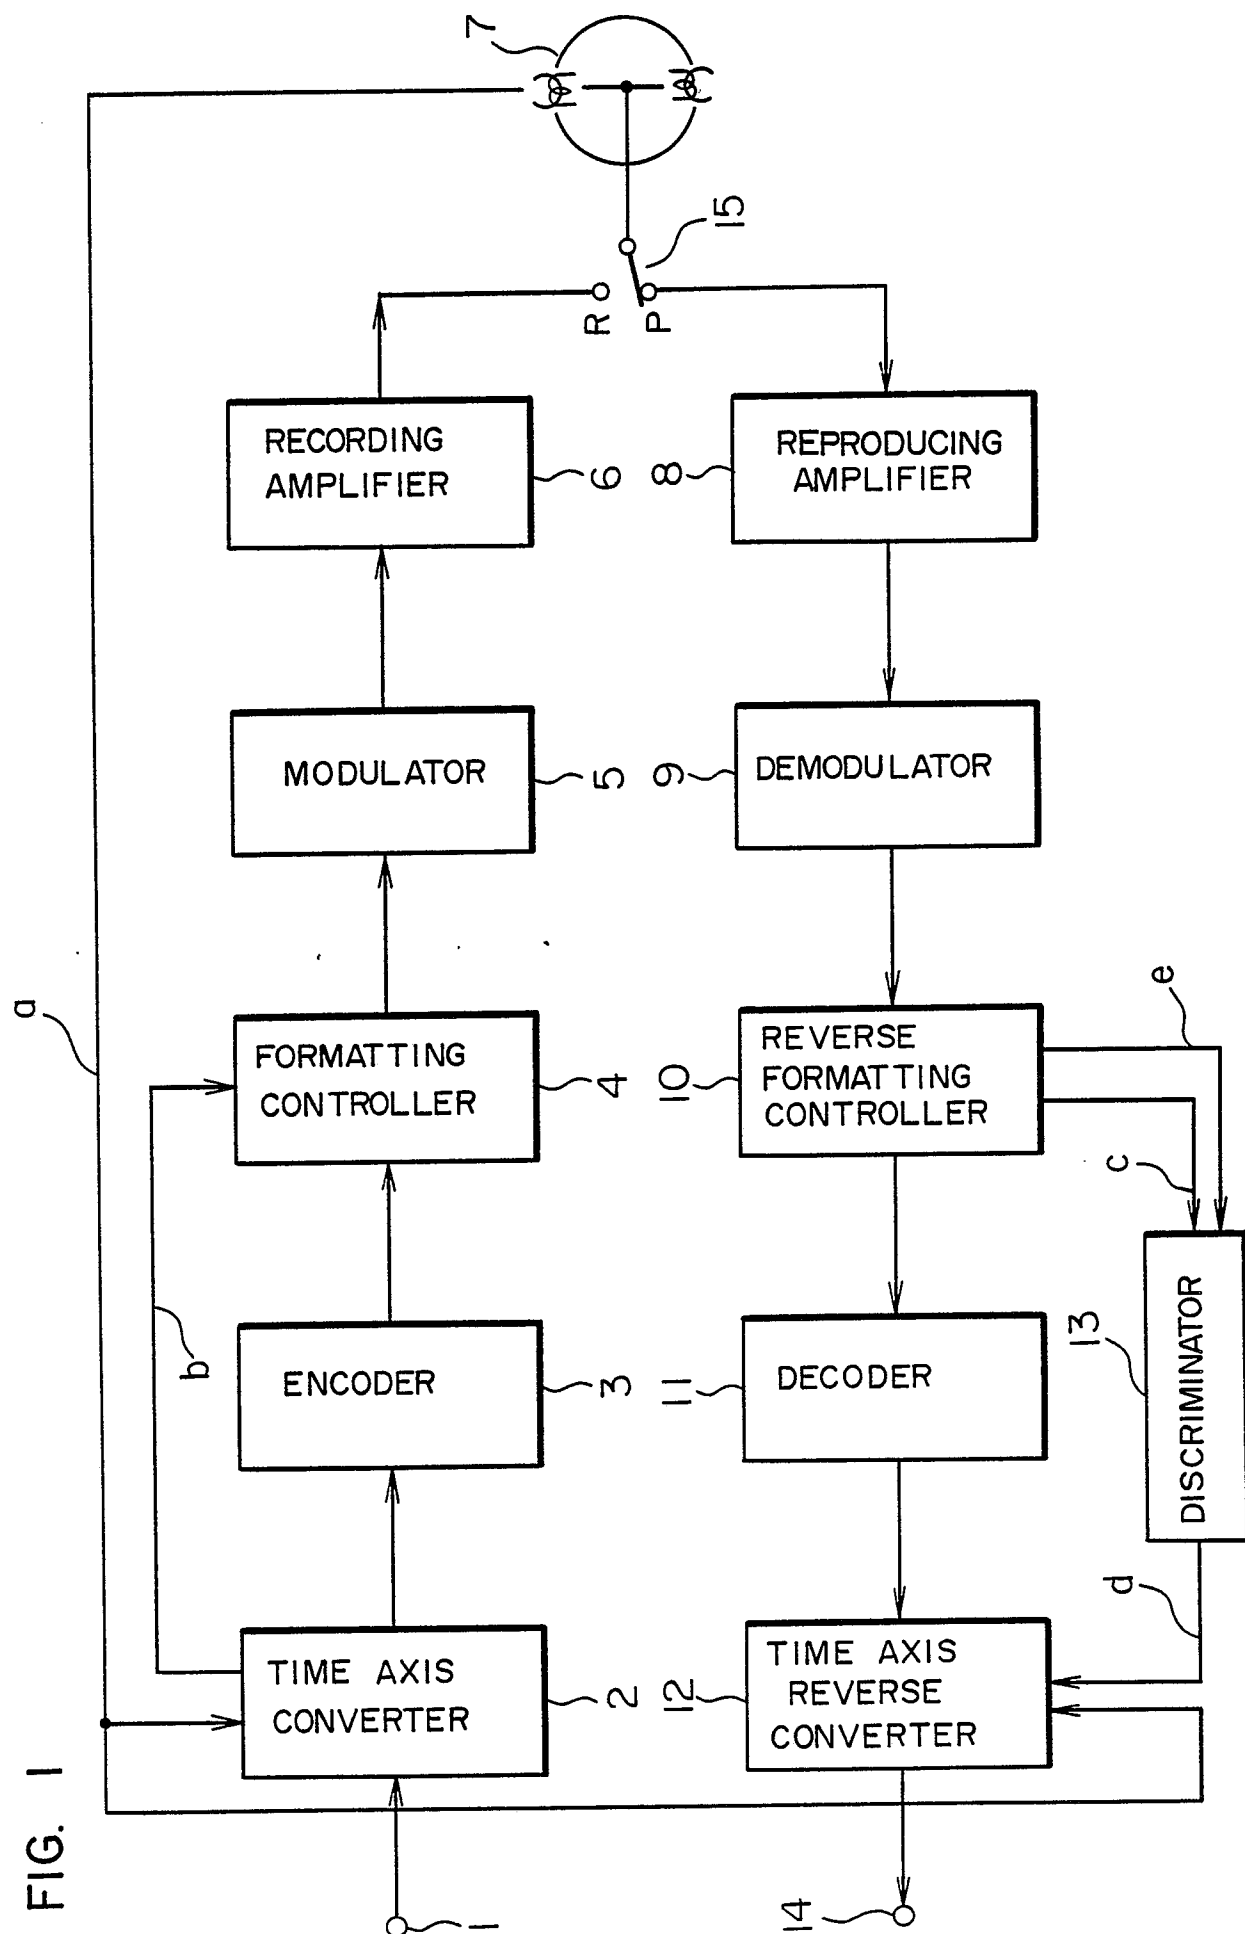 FIG. 1
a
b
7
1
TIME AXIS
CONVERTER
2
ENCODER
3
FORMATTING
CONTROLLER
4
MODULATOR
5
RECORDING
AMPLIFIER
6
R
P
15
8
REPRODUCING
AMPLIFIER
9
DEMODULATOR
10
REVERSE
FORMATTING
CONTROLLER
11
DECODER
12
TIME AXIS
REVERSE
CONVERTER
14
13
DISCRIMINATOR
c
e
d